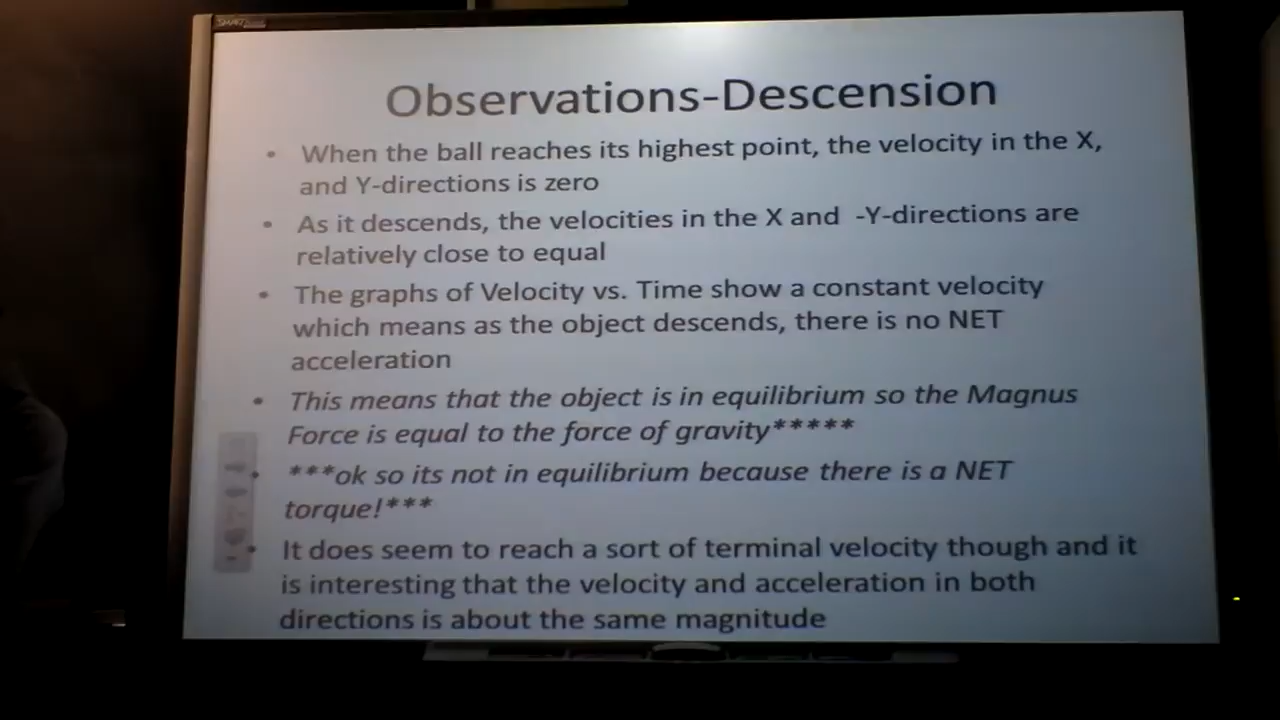 SMART
Observations-Descension
• When the ball reaches its highest point, the velocity in the X,
and Y-directions is zero
• As it descends, the velocities in the X and -Y-directions are
relatively close to equal
• The graphs of Velocity vs. Time show a constant velocity
which means as the object descends, there is no NET
acceleration
• This means that the object is in equilibrium so the Magnus
Force is equal to the force of gravity*****
• ***ok so its not in equilibrium because there is a NET
torque!***
• It does seem to reach a sort of terminal velocity though and it
is interesting that the velocity and acceleration in both
directions is about the same magnitude